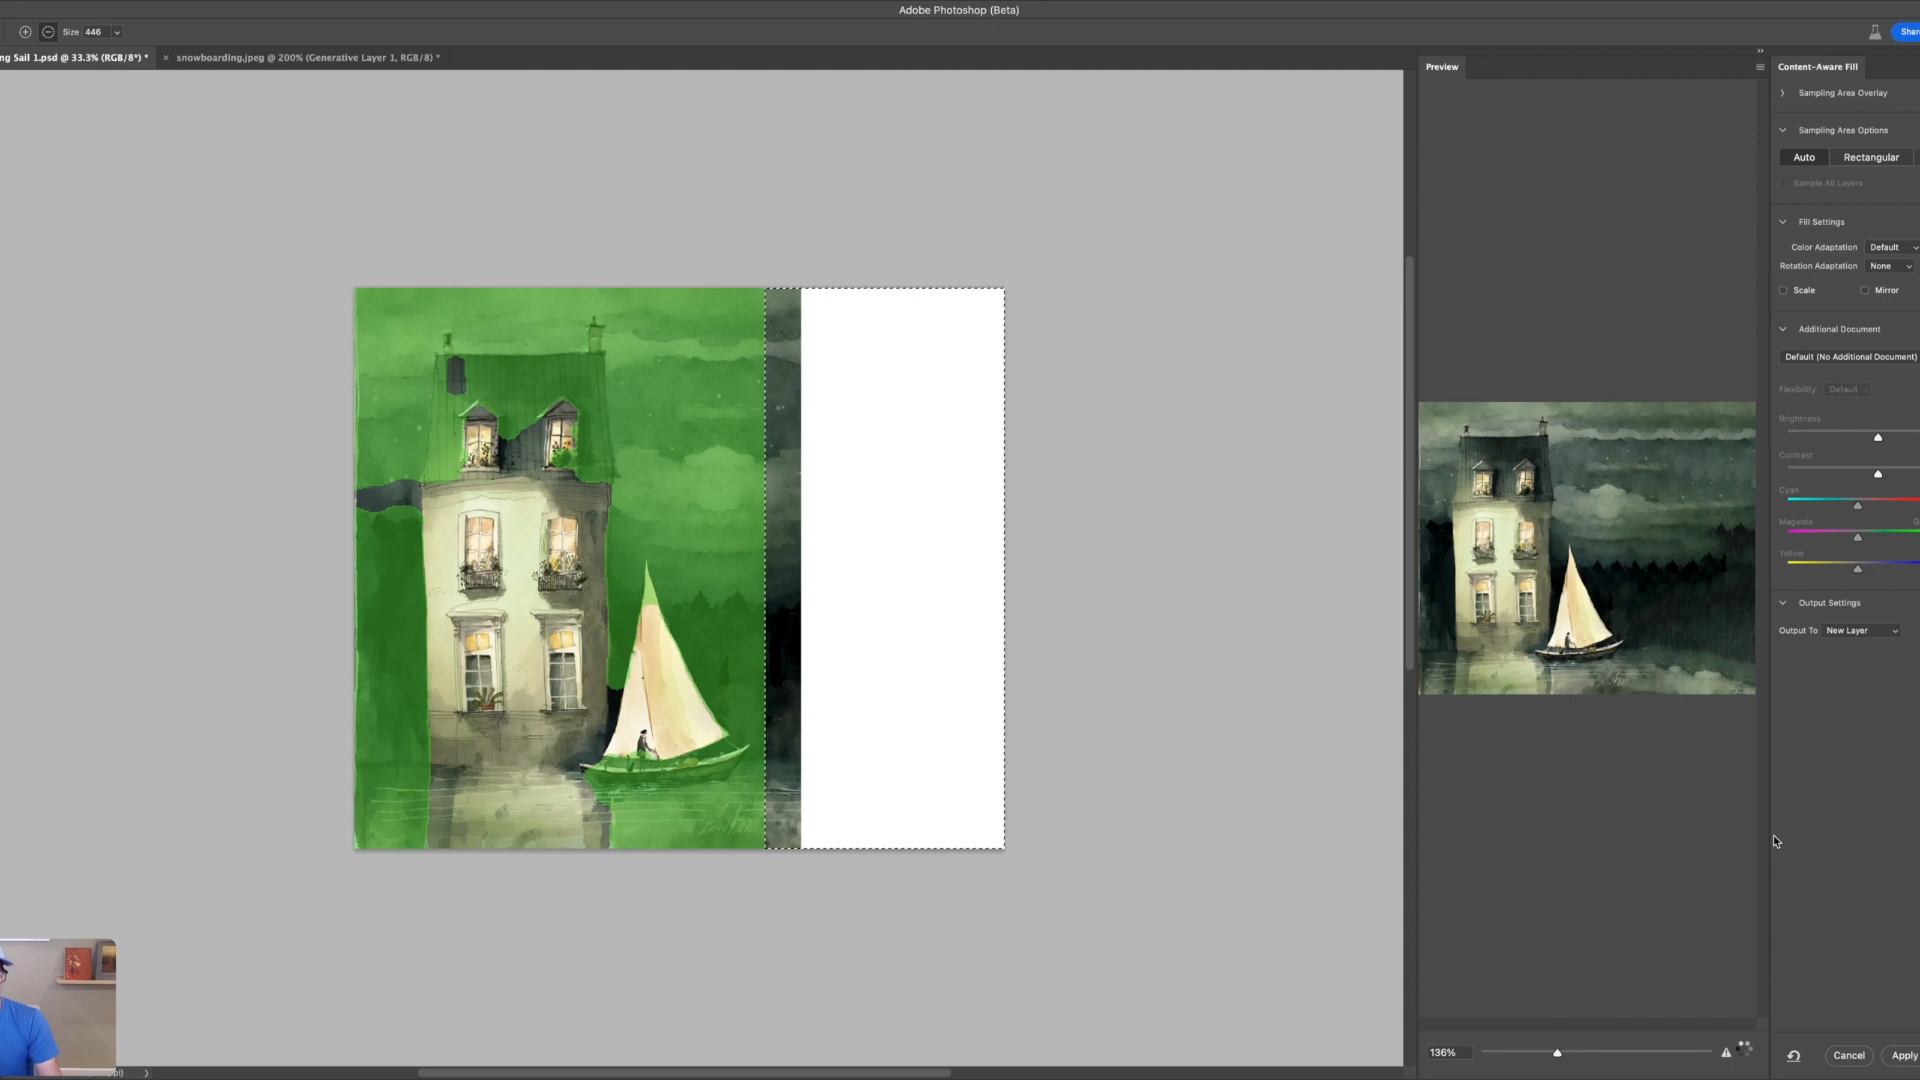 Adobe Photoshop (Beta)
Size 446
Shar
ng Sail 1.psd @ 33.3% (RGB/8*) *
× snowboarding.jpeg @ 200% (Generative Layer 1, RGB/8) *
Preview
Content-Aware Fill
Sampling Area Overlay
Sampling Area Options
Auto Rectangular
Sample All Layers
Fill Settings
Color Adaptation Default
Rotation Adaptation None
Scale Mirror
Additional Document
Default (No Additional Document)
Flexibility Default
Brightness
Contrast
Cyan
Magenta G
Yellow
Output Settings
Output To New Layer
136%
Cancel Apply
pi)